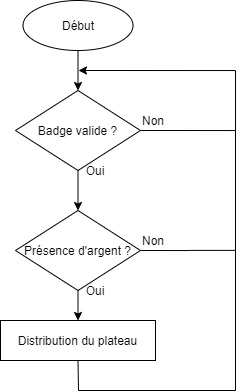 Début
Badge valide ?
Non
Oui
Présence d'argent ?
Non
Oui
Distribution du plateau